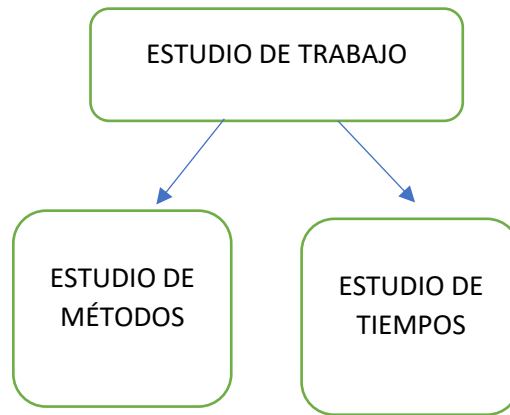 ESTUDIO DE TRABAJO
ESTUDIO DE
MÉTODOS
ESTUDIO DE
TIEMPOS